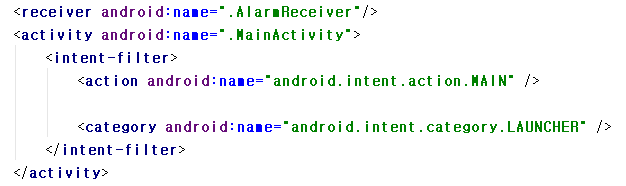 <receiver android:name=".AlarmReceiver"/>
<activity android:name=".MainActivity">
<intent-filter>
<action android:name="android.intent.action.MAIN" />
<category android:name="android.intent.category.LAUNCHER" />
</intent-filter>
</activity>